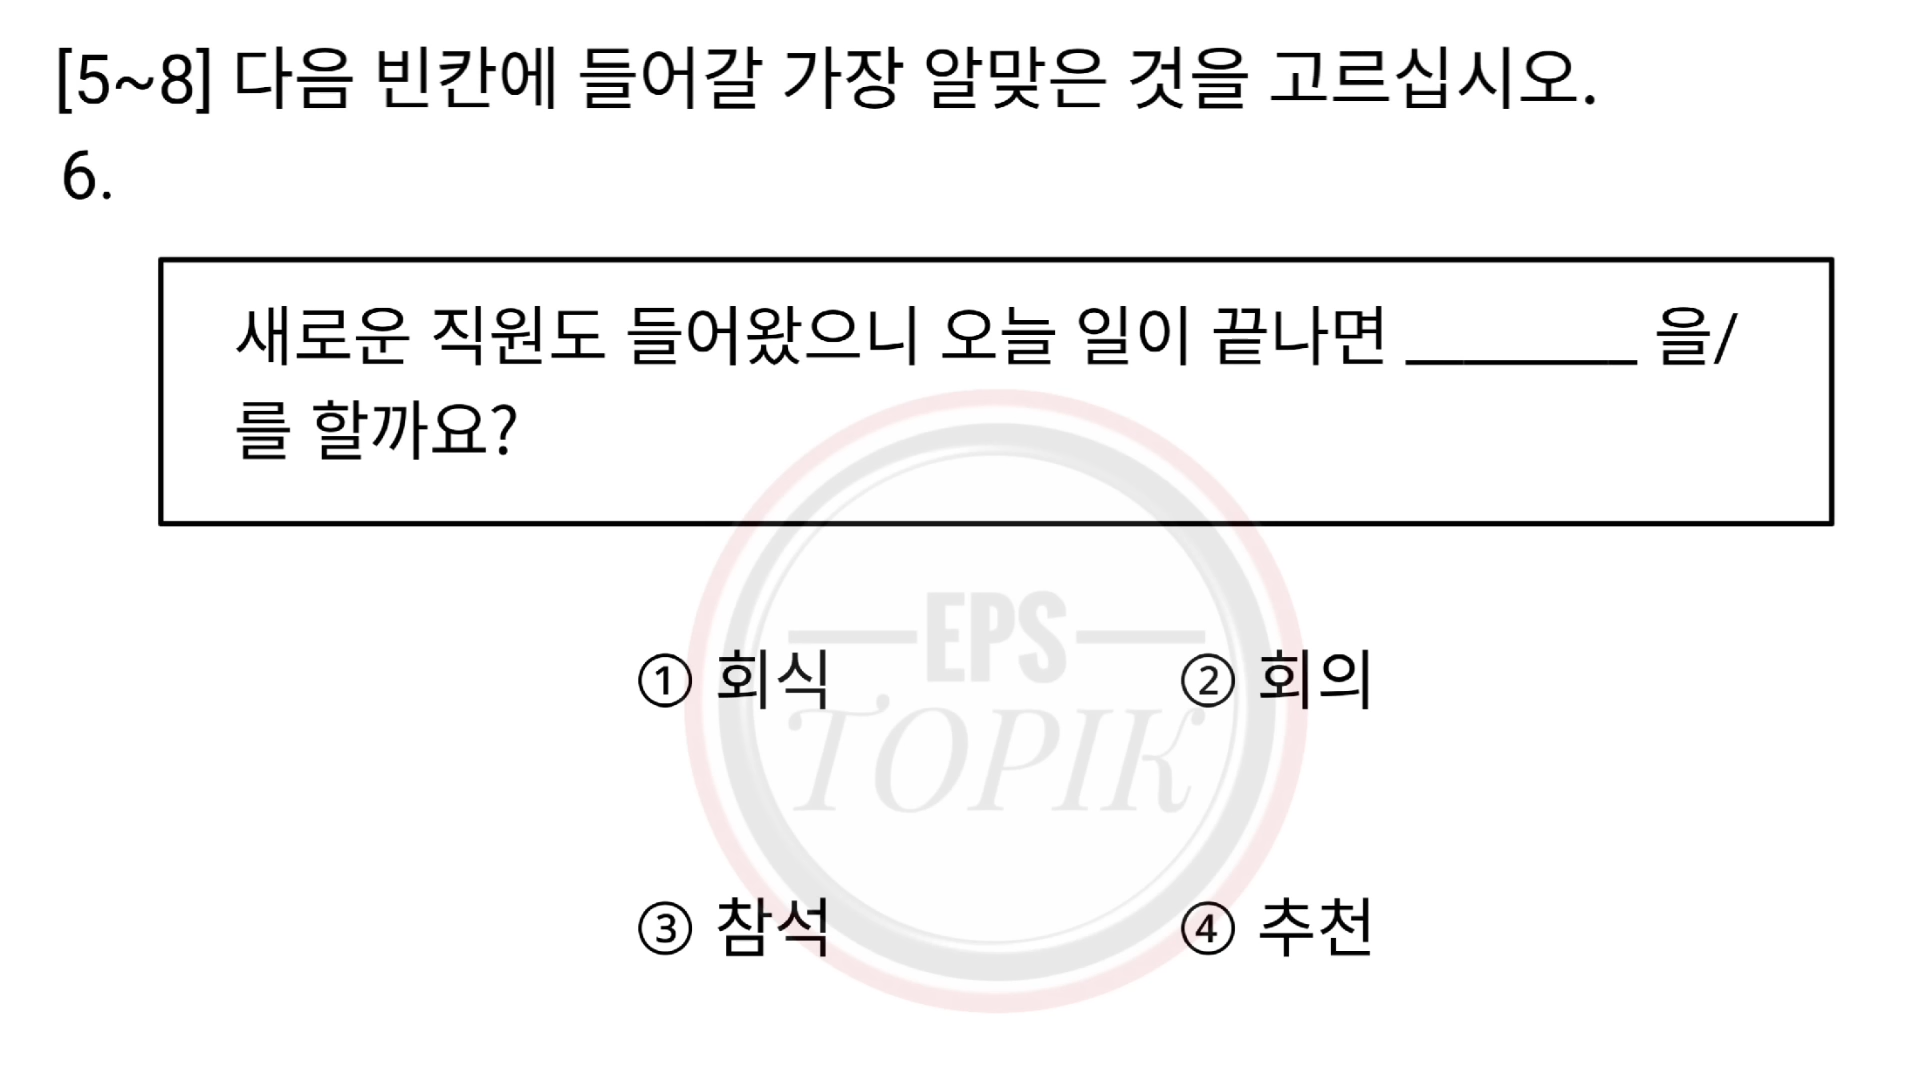 [5~8] 다음 빈칸에 들어갈 가장 알맞은 것을 고르십시오.
6.
새로운 직원도 들어왔으니 오늘 일이 끝나면 ________ 을/
를 할까요?
① 회식 ② 회의
EPS
TOPIK
③ 참석 ④ 추천